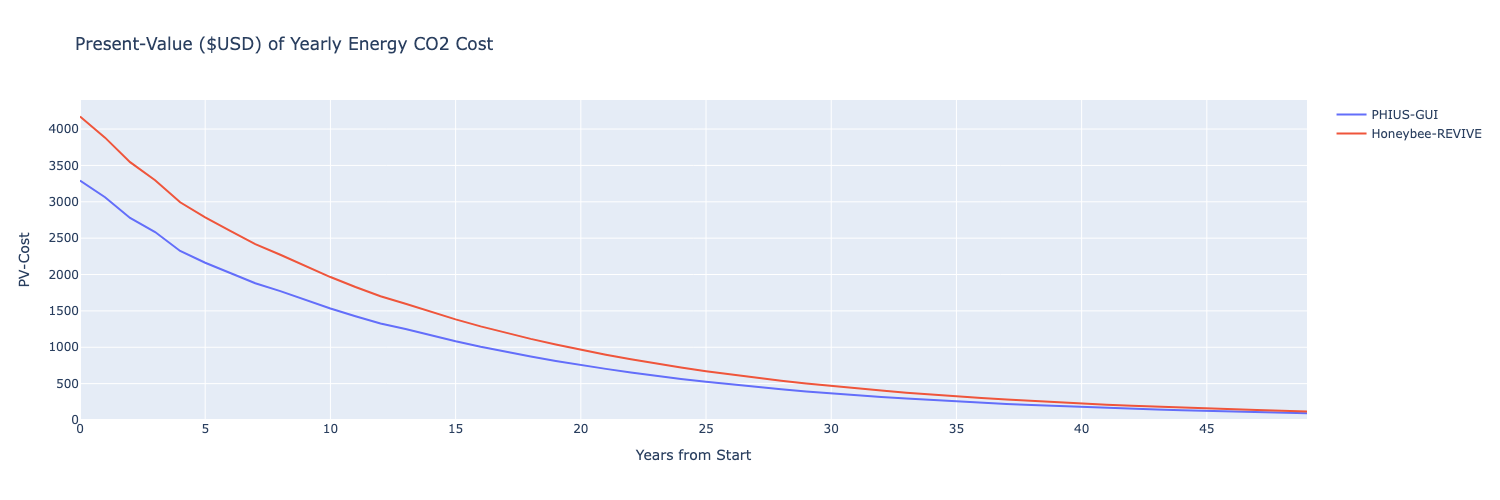 Present-Value ($USD) of Yearly Energy CO2 Cost
PHIUS-GUI
Honeybee-REVIVE
PV-Cost
4000
3500
3000
2500
2000
1500
1000
500
0
0 5 10 15 20 25 30 35 40 45
Years from Start